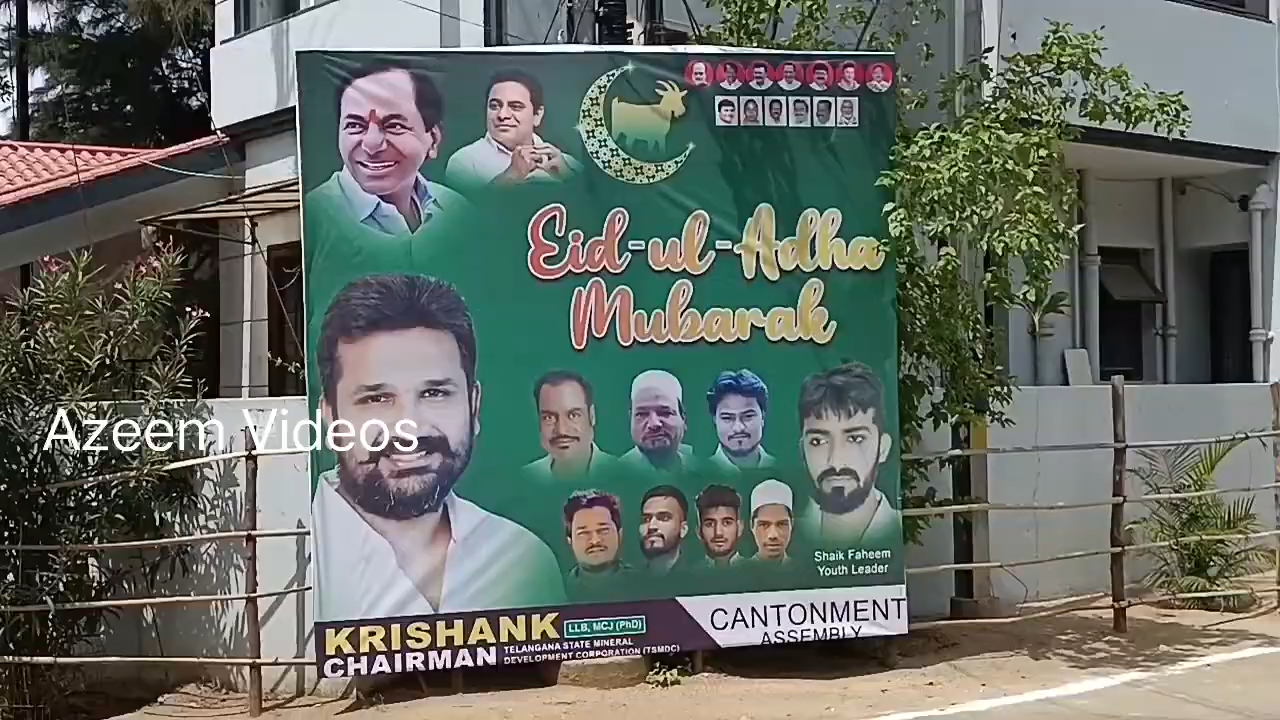 Eid-ul-Adha
Mubarak
Azeem Videos
Shaik Faheem
Youth Leader
KRISHANK LLB, MCJ (PhD)
CHAIRMAN TELANGANA STATE MINERAL
DEVELOPMENT CORPORATION (TSMDC)
CANTONMENT
ASSEMBLY